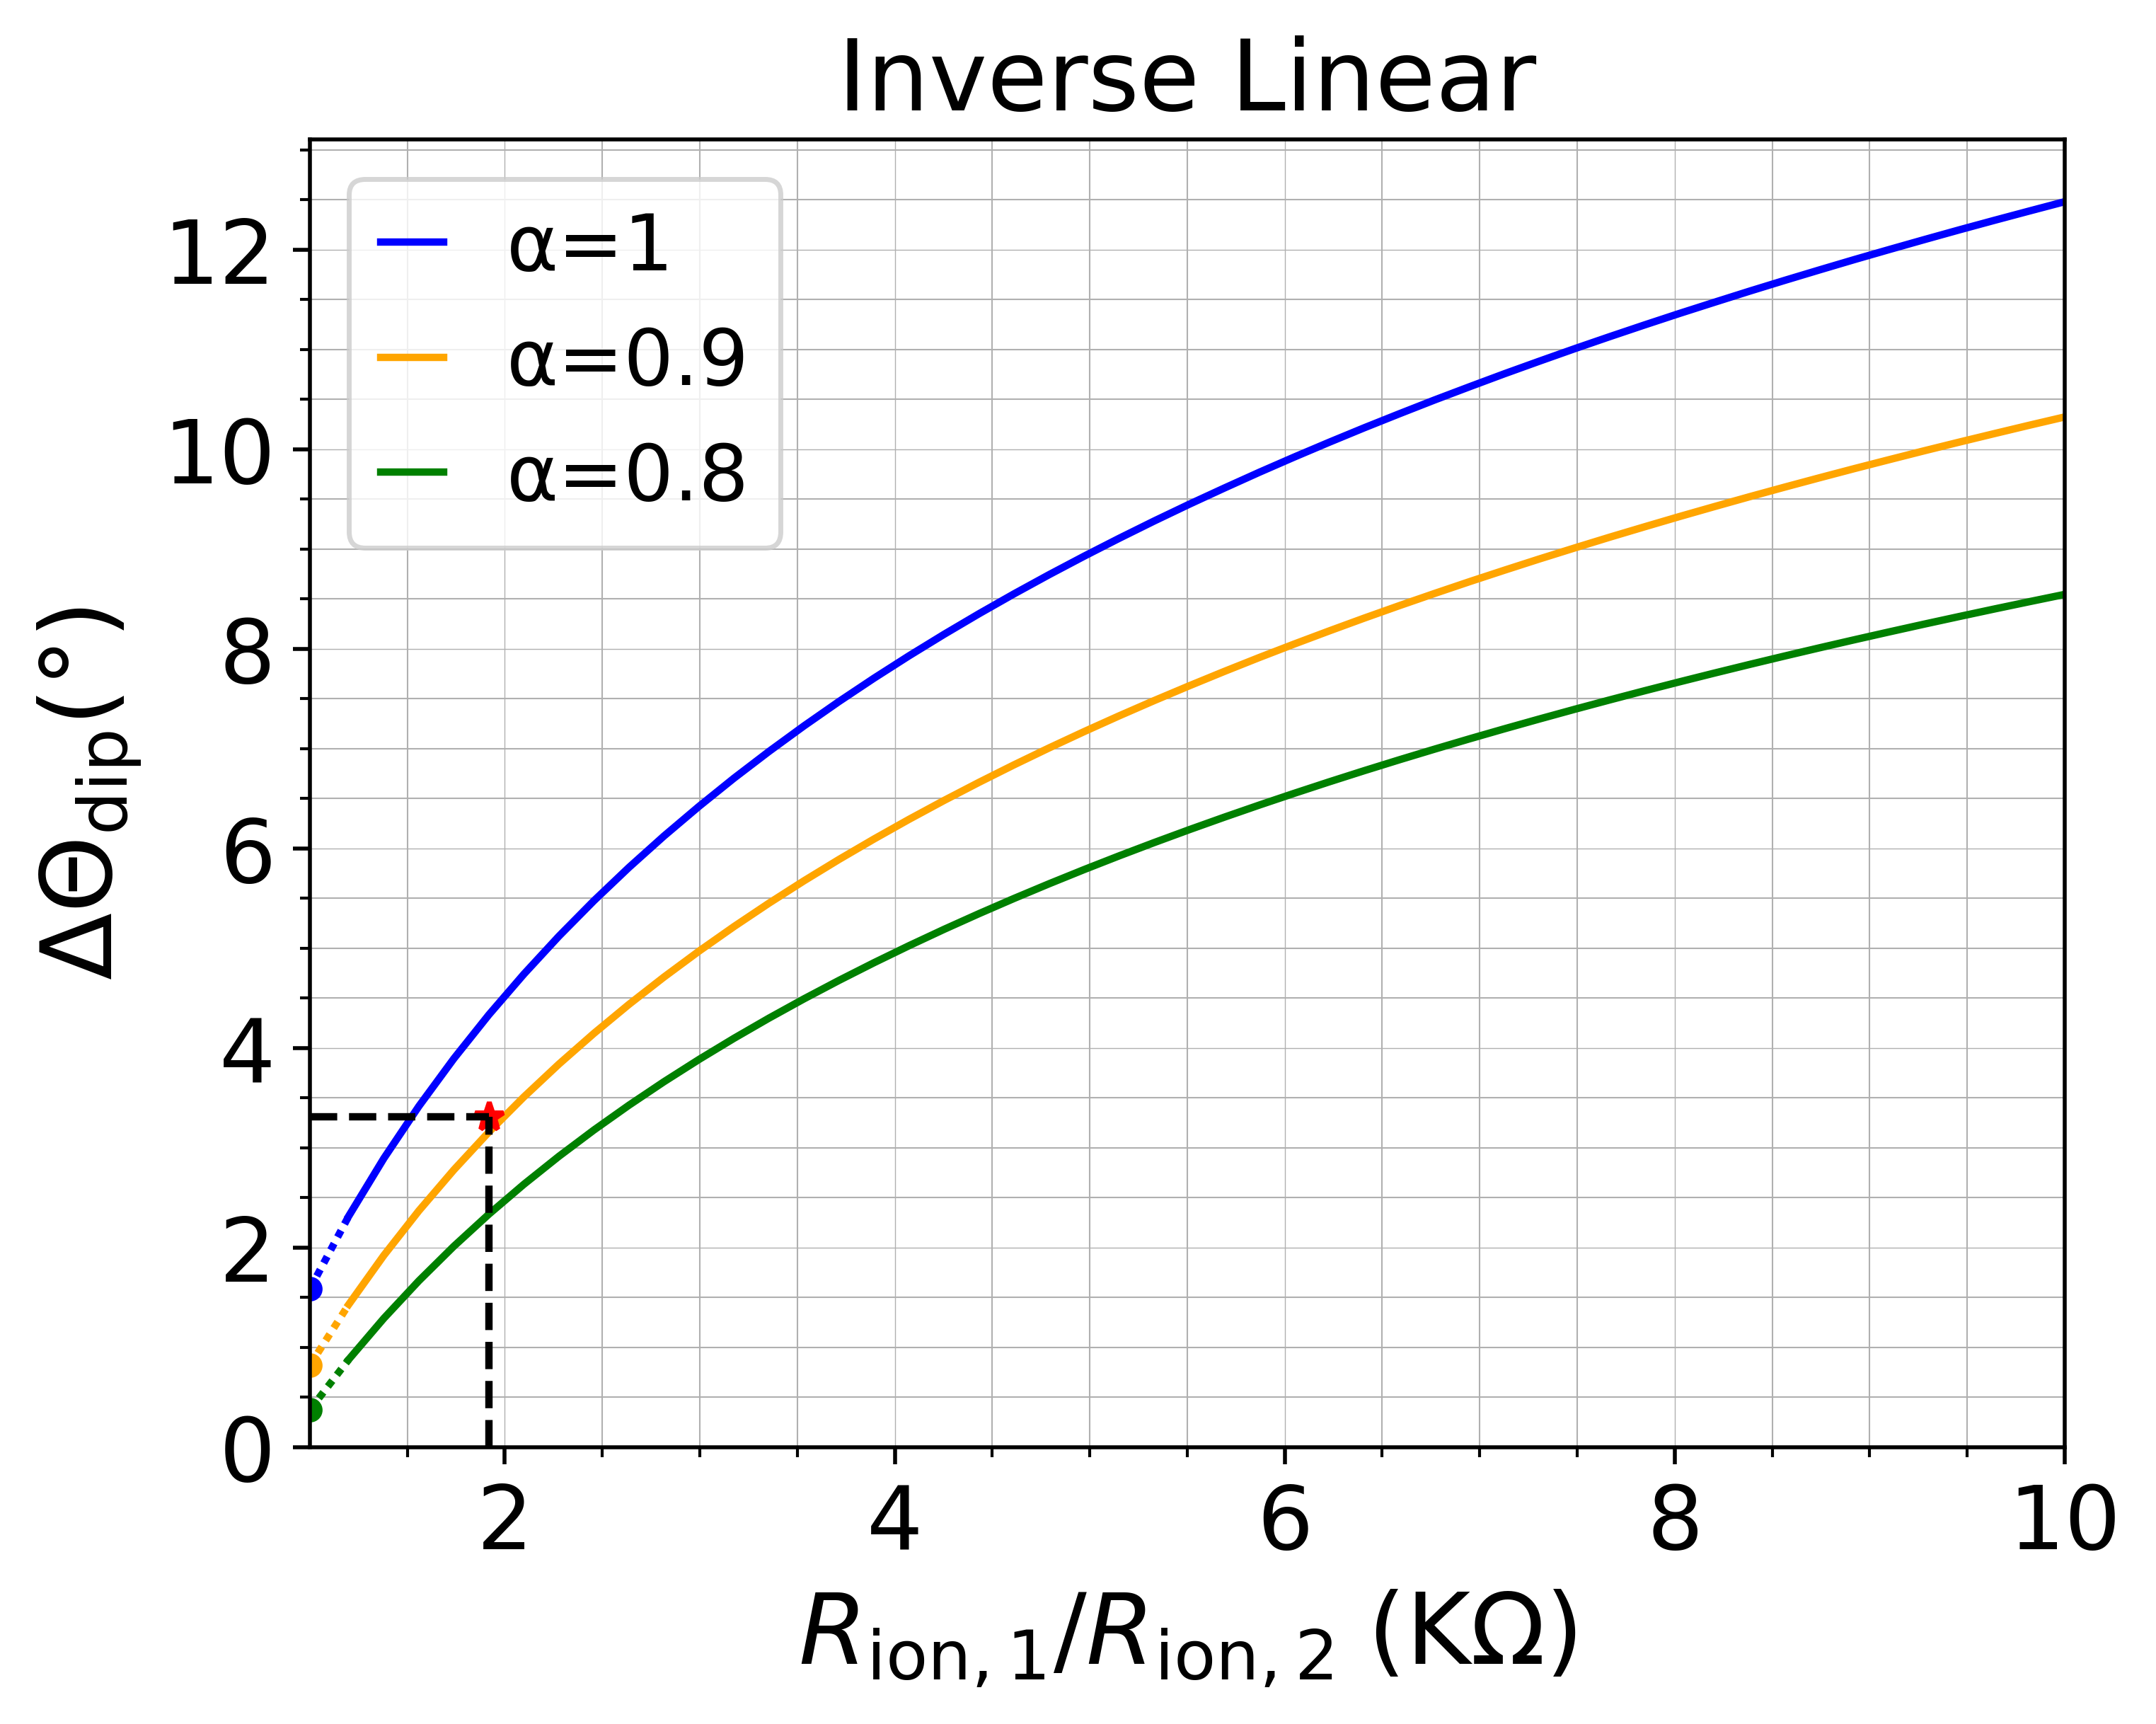 Inverse Linear
α=1
α=0.9
α=0.8
12
10
8
6
4
2
0
ΔΘdip(°)
2 4 6 8 10
Rion, 1/Rion, 2 (KΩ)